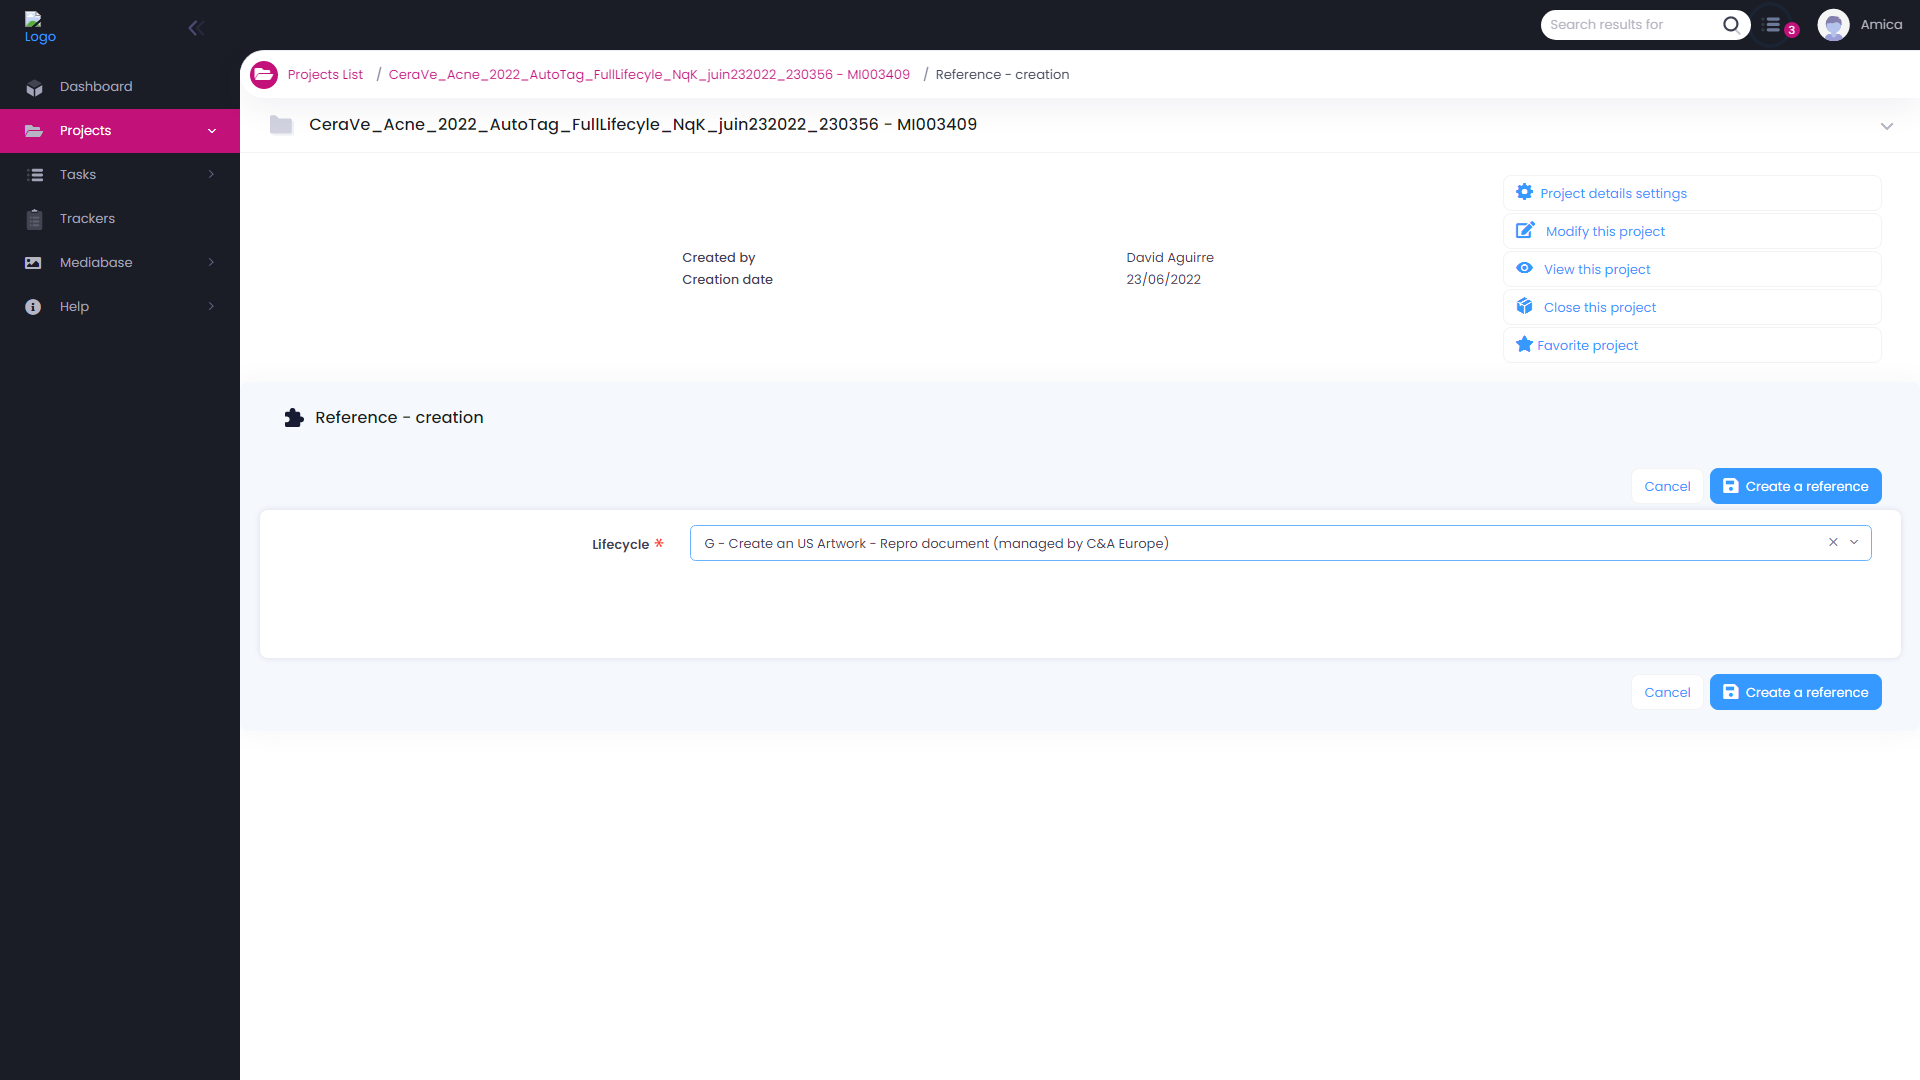 Logo
Search results for
3
Amica
Dashboard
Projects
Tasks
Trackers
Mediabase
Help
Projects List / CeraVe_Acne_2022_AutoTag_FullLifecyle_NqK_juin232022_230356 - MI003409 / Reference - creation
CeraVe_Acne_2022_AutoTag_FullLifecyle_NqK_juin232022_230356 - MI003409
Created by David Aguirre
Creation date 23/06/2022
Project details settings
Modify this project
View this project
Close this project
Favorite project
Reference - creation
Cancel Create a reference
Lifecycle * G - Create an US Artwork - Repro document (managed by C&A Europe)
Cancel Create a reference